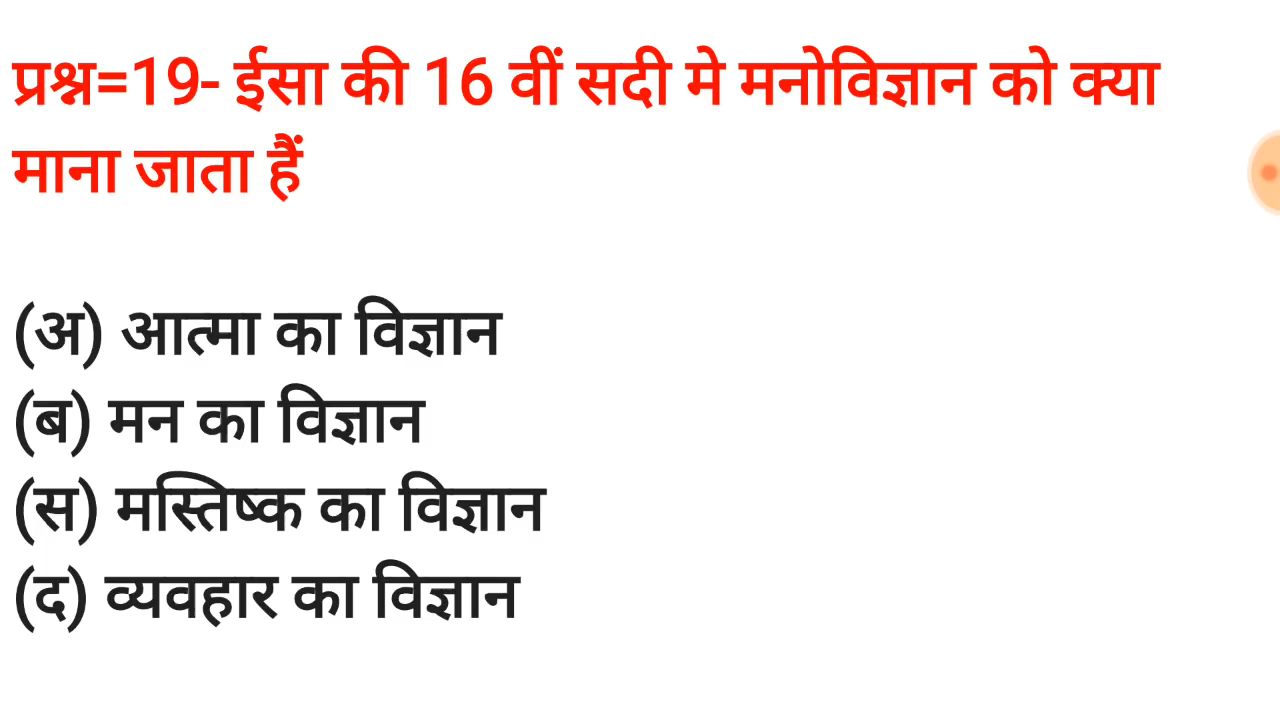 प्रश्न=19- ईसा की 16 वीं सदी मे मनोविज्ञान को क्या
माना जाता हैं
(अ) आत्मा का विज्ञान
(ब) मन का विज्ञान
(स) मस्तिष्क का विज्ञान
(द) व्यवहार का विज्ञान